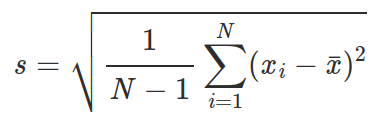 s = √(1/(N − 1) ∑_{i=1}^{N} (x_i − x̄)²)